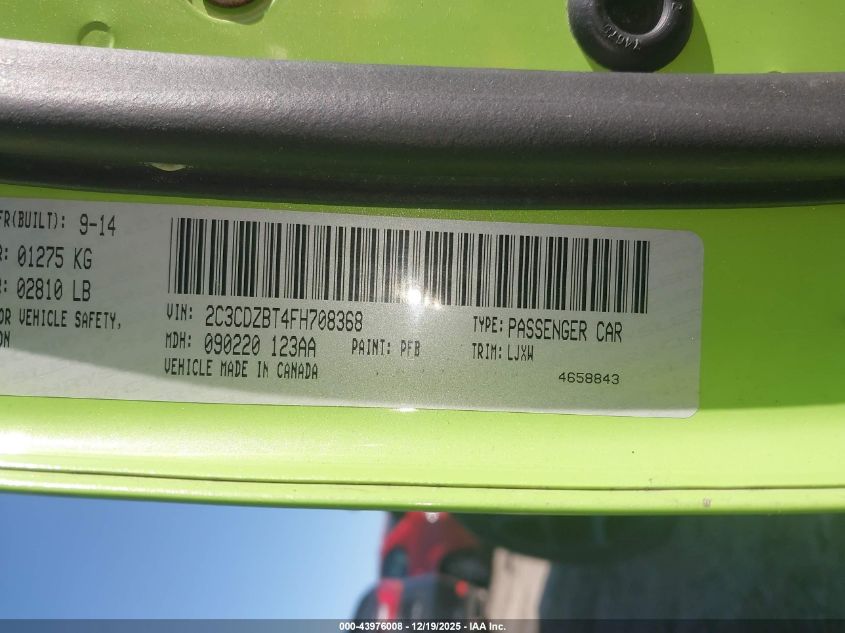 FR(BUILT): 9-14
R: 01275 KG
R: 02810 LB
OR VEHICLE SAFETY,
ON
VIN: 2C3CDZBT4FH708368
TYPE: PASSENGER CAR
MDH: 090220 123AA
PAINT: PFB
TRIM: LJXW
VEHICLE MADE IN CANADA
4658843
000-43976008 - 12/19/2025 - IAA Inc.